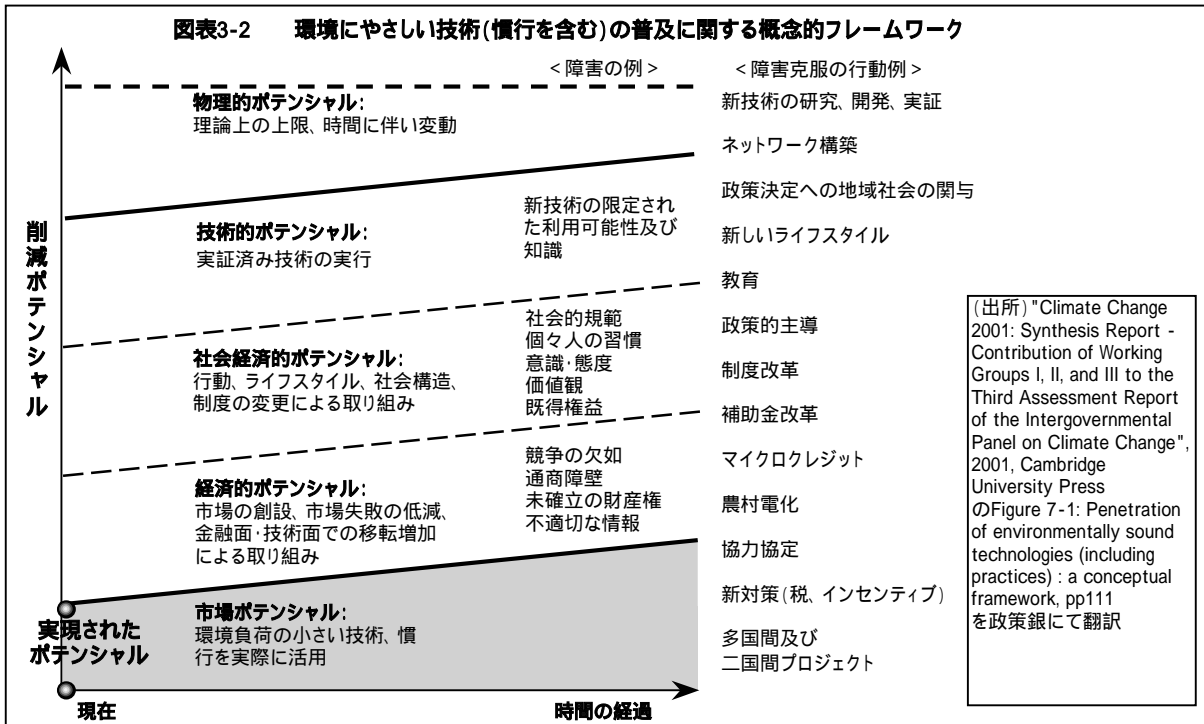 図表3-2 環境にやさしい技術(慣行を含む)の普及に関する概念的フレームワーク
<障害の例>
<障害克服の行動例>
物理的ポテンシャル:
理論上の上限、時間に伴い変動
新技術の研究、開発、実証
ネットワーク構築
政策決定への地域社会の関与
新しいライフスタイル
教育
政策的主導
制度改革
補助金改革
マイクロクレジット
農村電化
協力協定
新対策(税、インセンティブ)
多国間及び
二国間プロジェクト
削減ポテンシャル
技術的ポテンシャル:
実証済み技術の実行
新技術の限定され
た利用可能性及び
知識
社会経済的ポテンシャル:
行動、ライフスタイル、社会構造、
制度の変更による取り組み
社会的規範
個々人の習慣
意識・態度
価値観
既得権益
経済的ポテンシャル:
市場の創設、市場失敗の低減、
金融面・技術面での移転増加
による取り組み
競争の欠如
通商障壁
未確立の財産権
不適切な情報
市場ポテンシャル:
環境負荷の小さい技術、慣
行を実際に活用
実現された
ポテンシャル
現在
時間の経過
(出所)"Climate Change
2001: Synthesis Report -
Contribution of Working
Groups I, II, and III to the
Third Assessment Report
of the Intergovernmental
Panel on Climate Change",
2001, Cambridge
University Press
のFigure 7-1: Penetration
of environmentally sound
technologies (including
practices) : a conceptual
framework, pp111
を政策銀にて翻訳